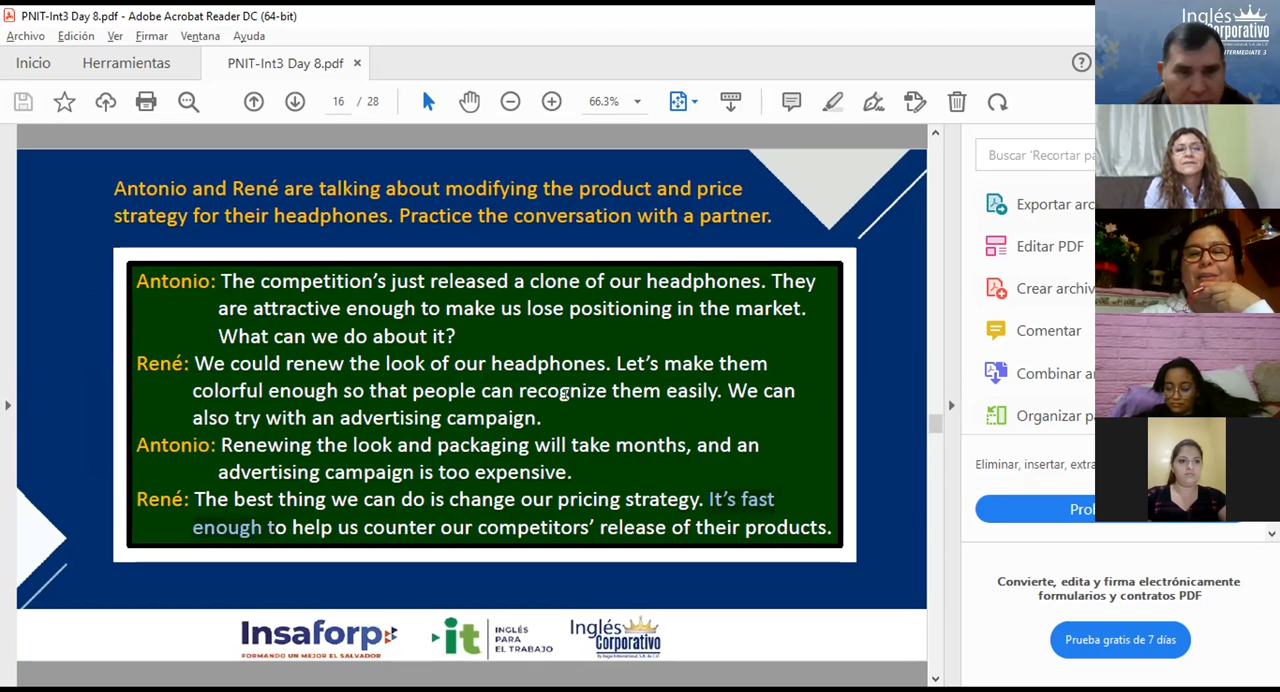 PNIT-Int3 Day 8.pdf - Adobe Acrobat Reader DC (64-bit)
Archivo Edición Ver Firmar Ventana Ayuda
Inicio Herramientas PNIT-Int3 Day 8.pdf ×
16 / 28 66.3%
Antonio and René are talking about modifying the product and price
strategy for their headphones. Practice the conversation with a partner.
Antonio: The competition's just released a clone of our headphones. They
are attractive enough to make us lose positioning in the market.
What can we do about it?
René: We could renew the look of our headphones. Let's make them
colorful enough so that people can recognize them easily. We can
also try with an advertising campaign.
Antonio: Renewing the look and packaging will take months, and an
advertising campaign is too expensive.
René: The best thing we can do is change our pricing strategy. It's fast
enough to help us counter our competitors' release of their products.
Insaforp
FORMANDO UN MEJOR EL SALVADOR
it INGLÉS
PARA
EL TRABAJO
Inglés
Corporativo
Buscar 'Recortar pá
Exportar arc
Editar PDF
Crear archiv
Comentar
Combinar a
Organizar p
Eliminar, insertar, extra
Convierte, edita y firma electrónicamente
formularios y contratos PDF
Prueba gratis de 7 días
Inglés
Corporativo
INTERMEDIATE 3